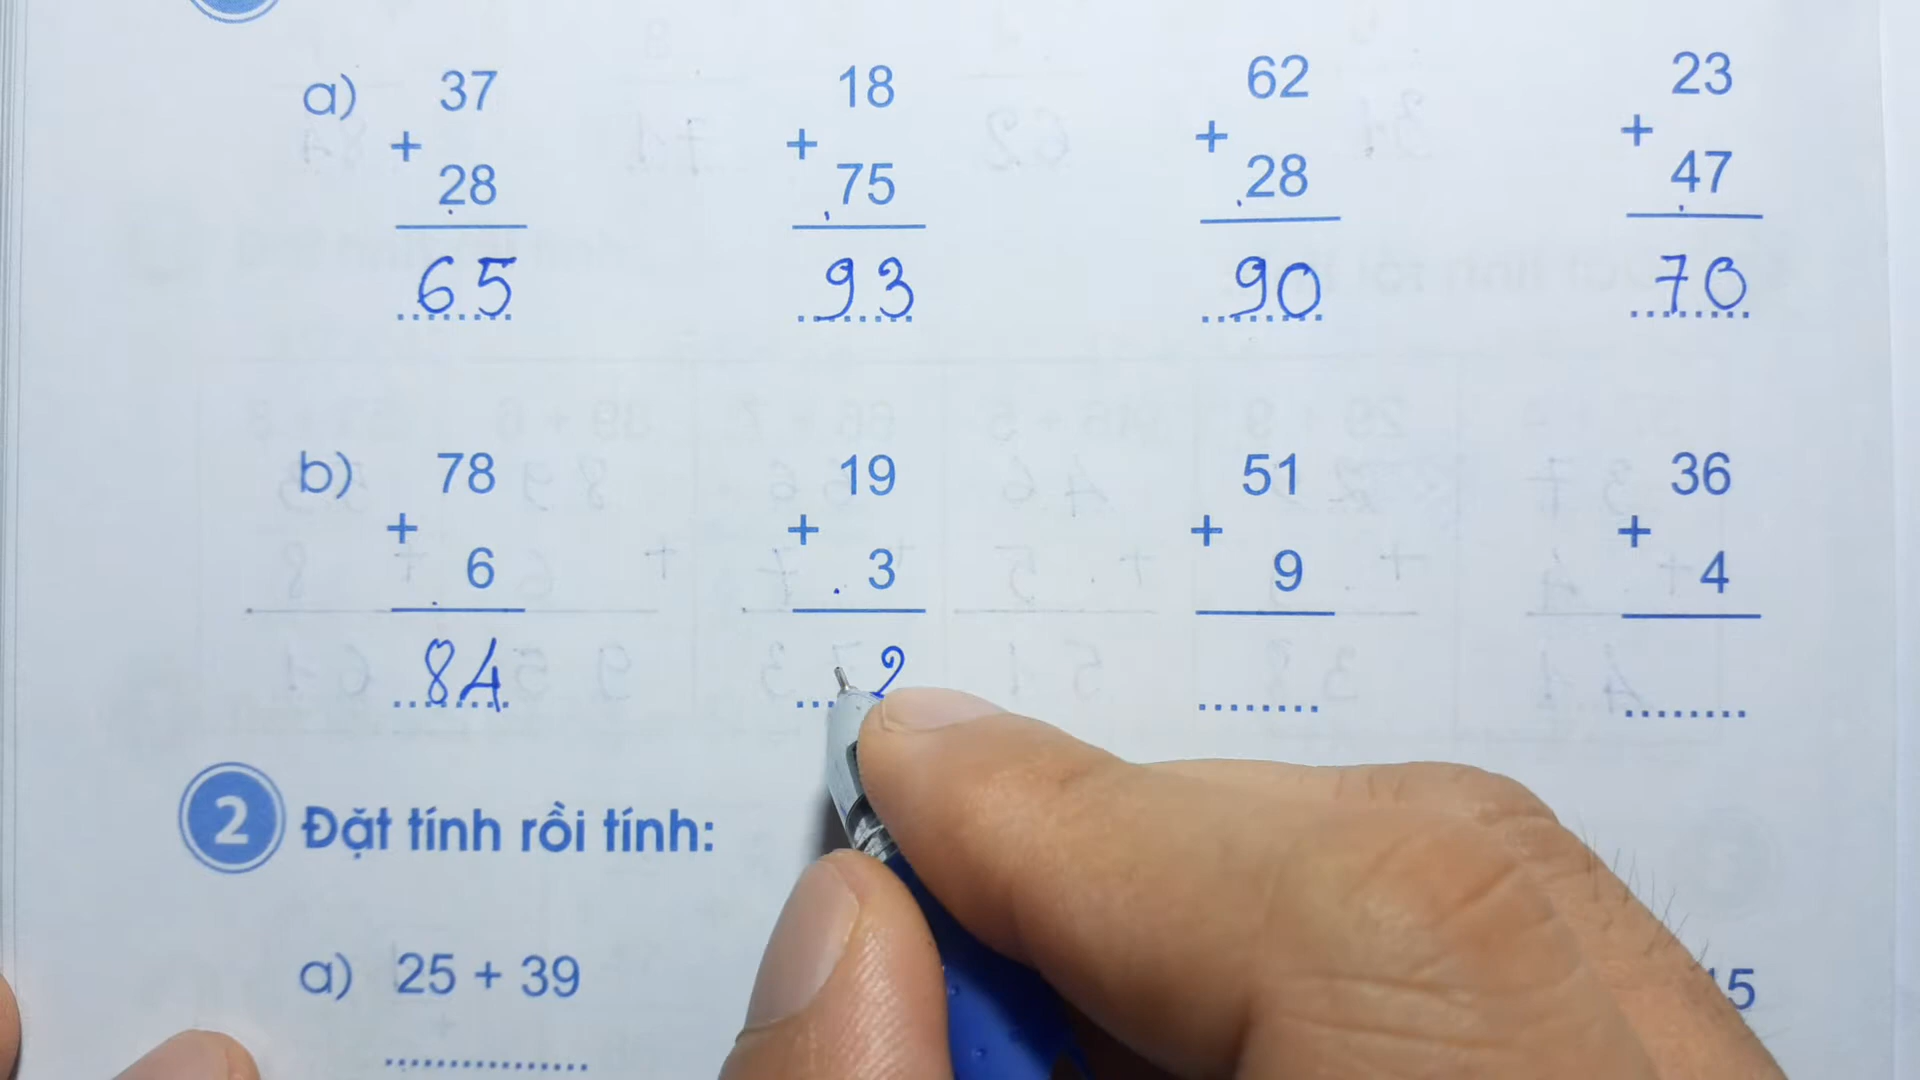 a) 37 18 62 23
+ + + +
28 75 28 47
65 93 90 70
b) 78 19 51 36
+ + + +
6 3 9 4
84 2
2 Đặt tính rồi tính:
a) 25 + 39